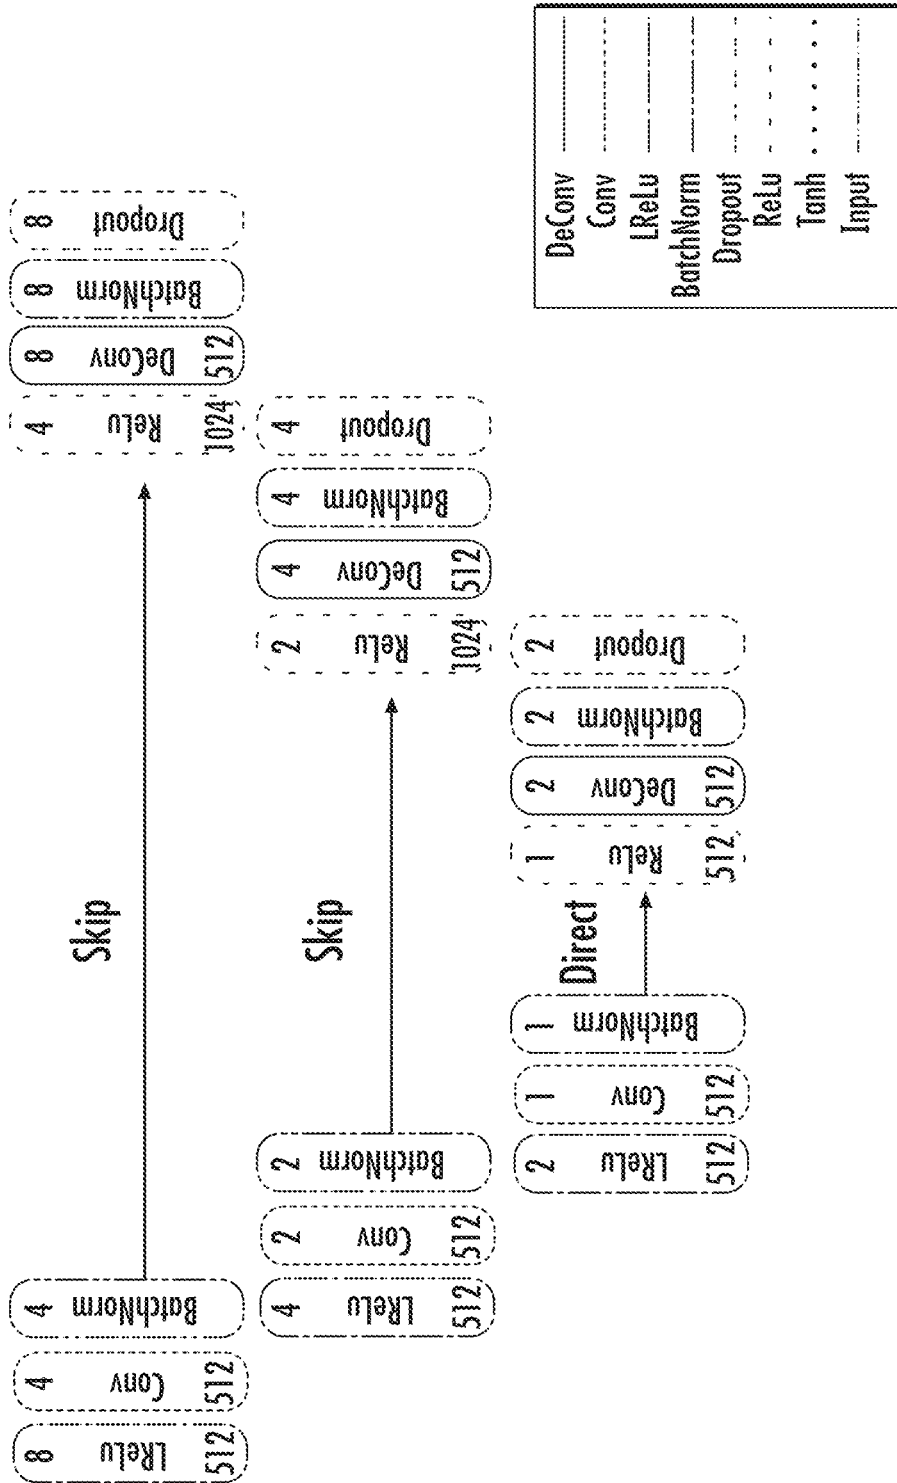 8
LReLu
512
4
Conv
512
4
BatchNorm
Skip
4
ReLu
1024
8
DeConv
512
8
BatchNorm
8
Dropout
4
LReLu
512
2
Conv
512
2
BatchNorm
Skip
2
ReLu
1024
4
DeConv
512
4
BatchNorm
4
Dropout
2
LReLu
512
1
Conv
512
1
BatchNorm
Direct
1
ReLu
512
2
DeConv
512
2
BatchNorm
2
Dropout
DeConv
Conv
LReLu
BatchNorm
Dropout
ReLu
Tanh
Input